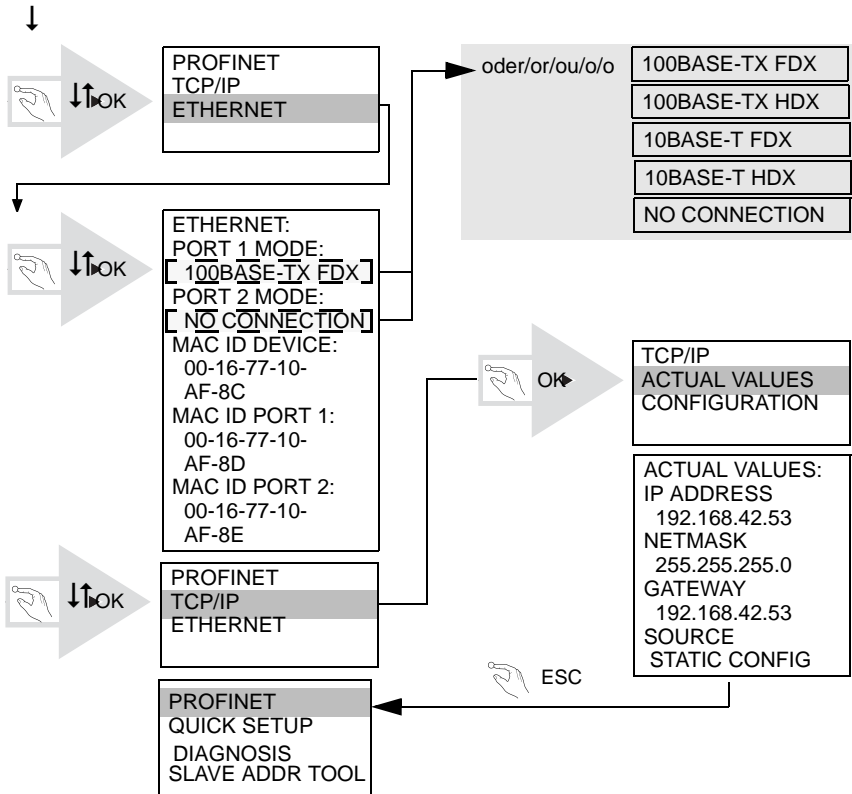 OK
PROFINET
TCP/IP
ETHERNET
oder/or/ou/o/o
100BASE-TX FDX
100BASE-TX HDX
10BASE-T FDX
10BASE-T HDX
NO CONNECTION
OK
ETHERNET:
PORT 1 MODE:
[ 100BASE-TX FDX]
PORT 2 MODE:
[ NO CONNECTION]
MAC ID DEVICE:
00-16-77-10-
AF-8C
MAC ID PORT 1:
00-16-77-10-
AF-8D
MAC ID PORT 2:
00-16-77-10-
AF-8E
OK
PROFINET
TCP/IP
ETHERNET
OK
TCP/IP
ACTUAL VALUES
CONFIGURATION
ACTUAL VALUES:
IP ADDRESS
192.168.42.53
NETMASK
255.255.255.0
GATEWAY
192.168.42.53
SOURCE
STATIC CONFIG
ESC
PROFINET
QUICK SETUP
DIAGNOSIS
SLAVE ADDR TOOL